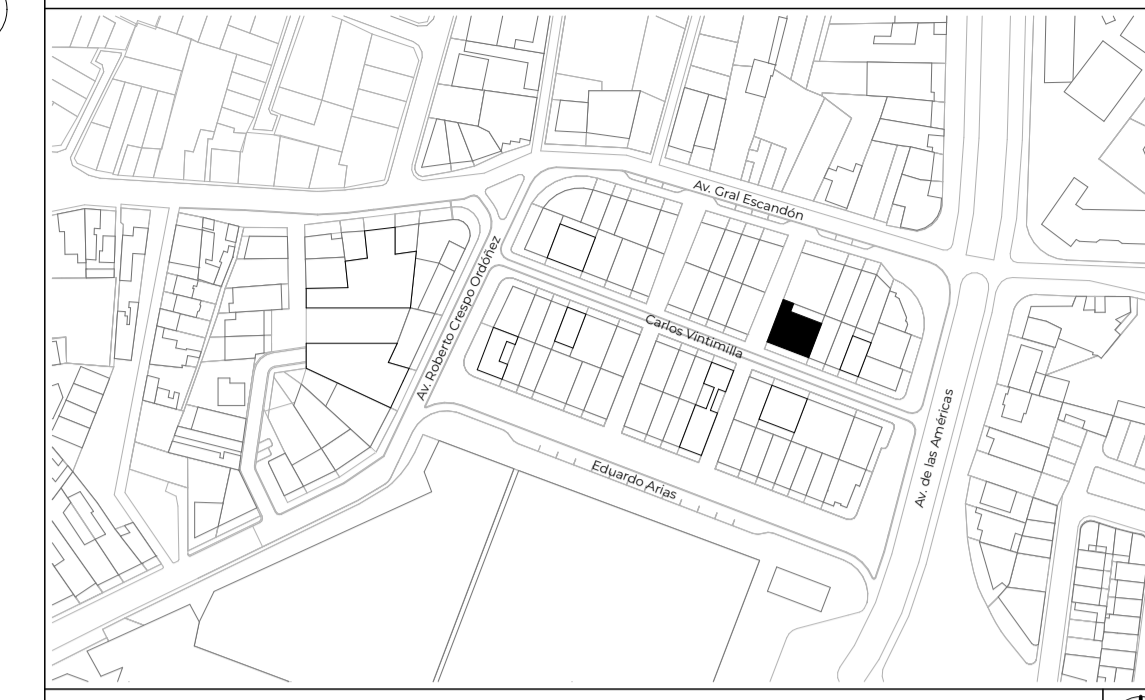 Av. Gral Escandón
Av. Roberto Crespo Ordóñez
Carlos Vintimilla
Av. de las Américas
Eduardo Arias